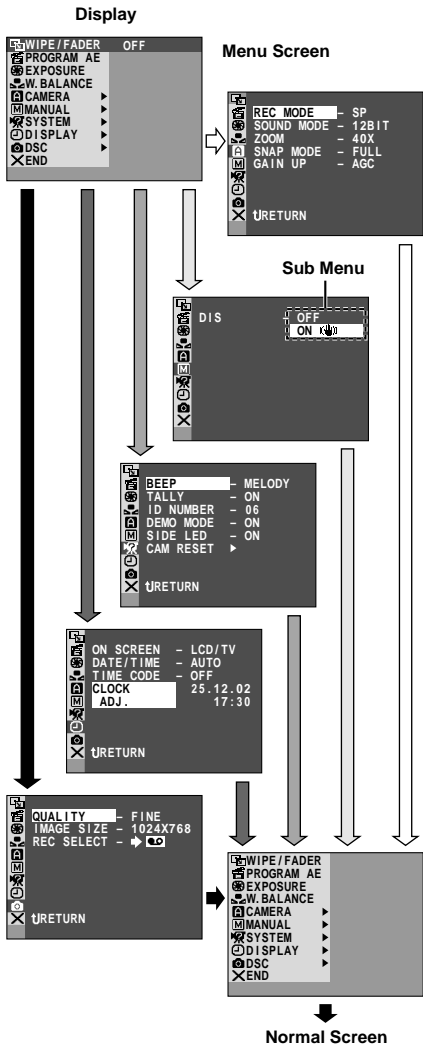 Display
WIPE/FADER OFF
PROGRAM AE
EXPOSURE
W. BALANCE
CAMERA
MANUAL
SYSTEM
DISPLAY
DSC
END
Menu Screen
REC MODE – SP
SOUND MODE – 12BIT
ZOOM – 40X
SNAP MODE – FULL
GAIN UP – AGC
RETURN
Sub Menu
DIS – OFF
ON
BEEP – MELODY
TALLY – ON
ID NUMBER – 06
DEMO MODE – ON
SIDE LED – ON
CAM RESET
RETURN
ON SCREEN – LCD/TV
DATE/TIME – AUTO
TIME CODE – OFF
CLOCK 25.12.02
ADJ. 17:30
RETURN
QUALITY – FINE
IMAGE SIZE – 1024X768
REC SELECT –
RETURN
WIPE/FADER
PROGRAM AE
EXPOSURE
W. BALANCE
CAMERA
MANUAL
SYSTEM
DISPLAY
DSC
END
Normal Screen